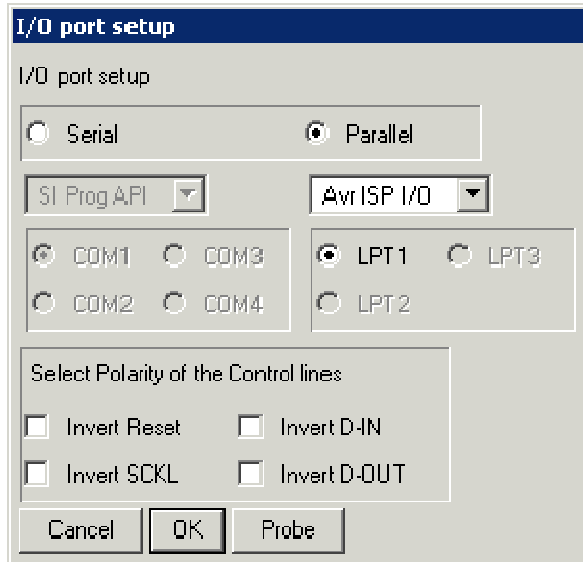 I/O port setup
I/O port setup
Serial Parallel
SI Prog API Avr ISP I/O
COM1 COM3 LPT1 LPT3
COM2 COM4 LPT2
Select Polarity of the Control lines
Invert Reset Invert D-IN
Invert SCKL Invert D-OUT
Cancel OK Probe